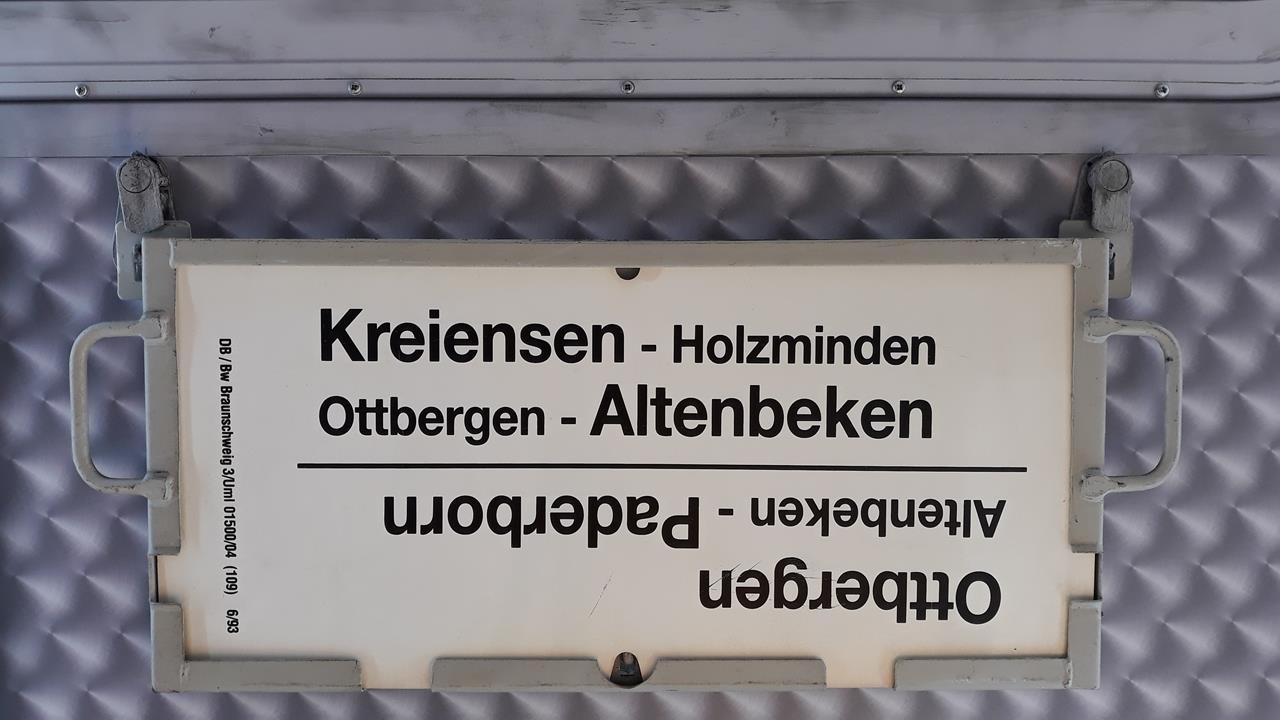 Kreiensen - Holzminden
Ottbergen - Altenbeken
Ottbergen
Altenbeken - Paderborn
DB / Bw Braunschweig 3/Uml 01500/04 (109) 6/93